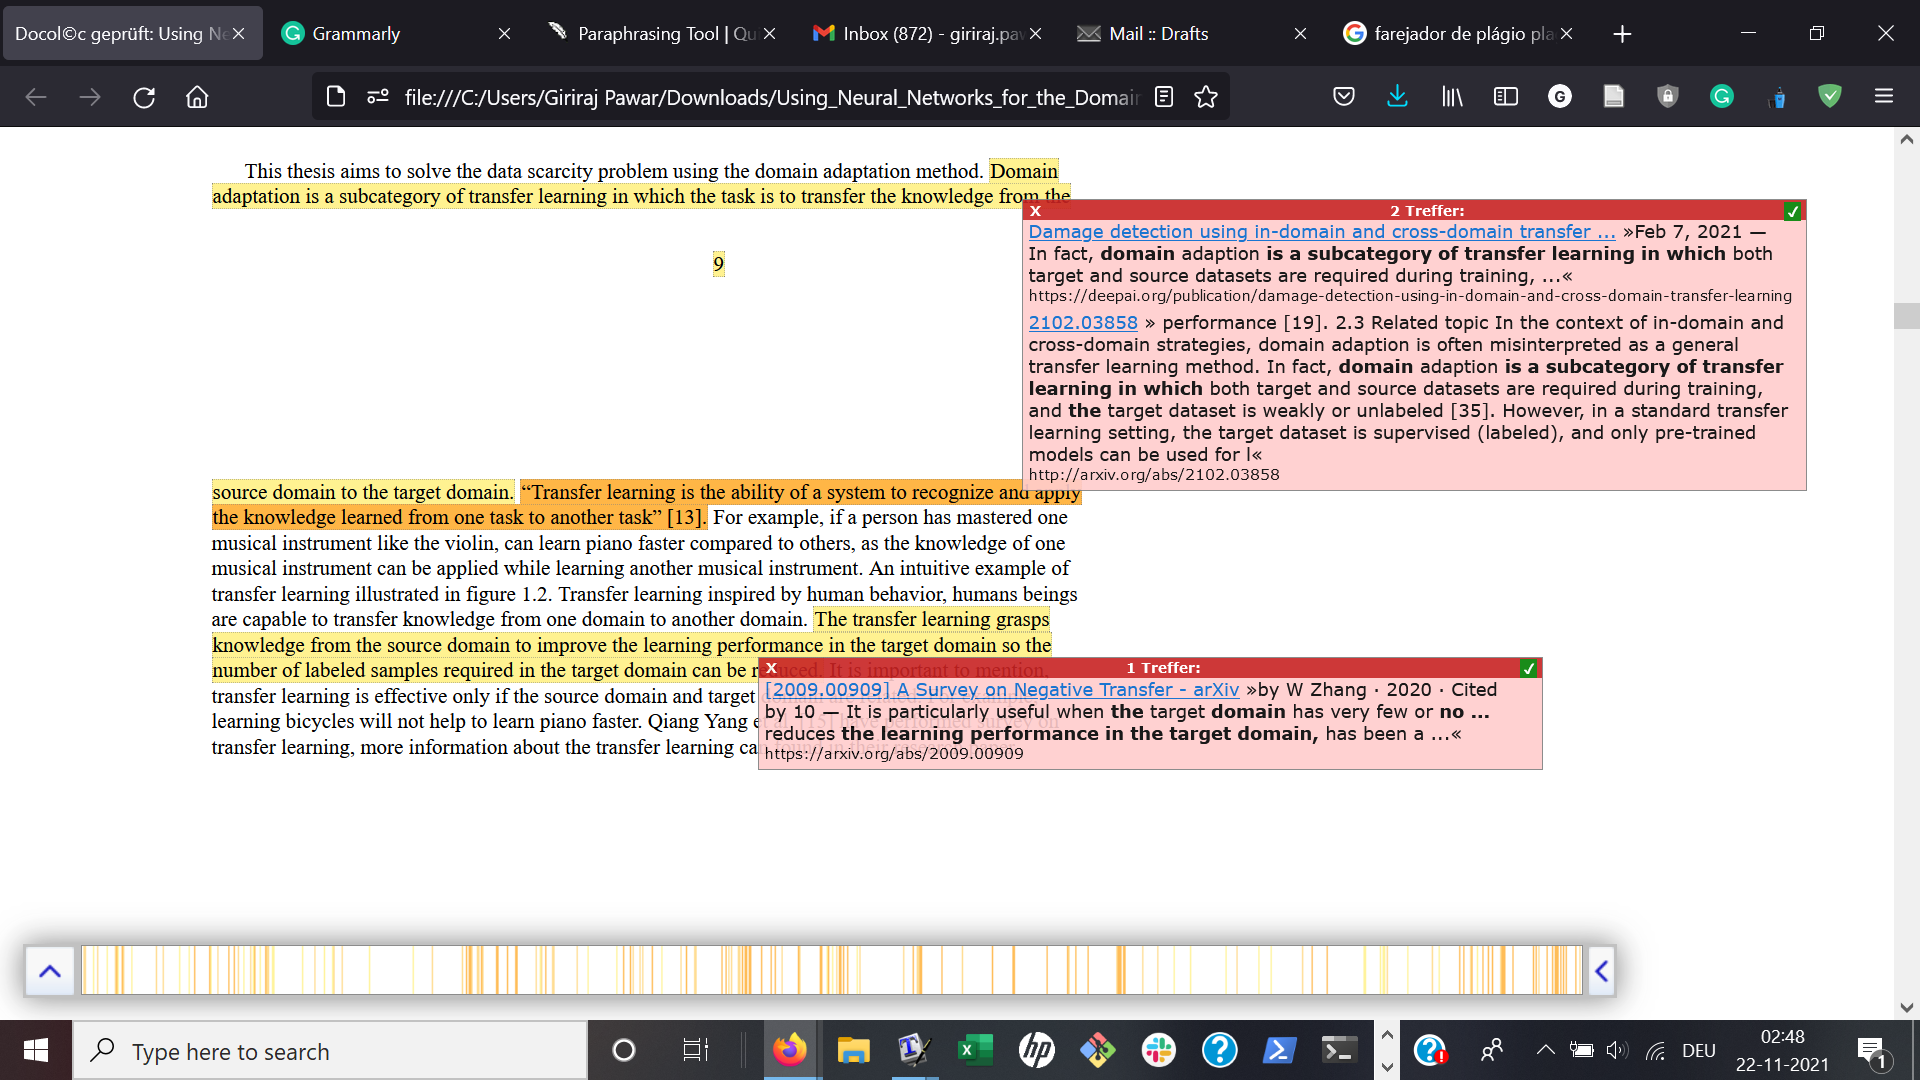 Docol©c geprüft: Using Ne
Grammarly
Paraphrasing Tool | Qui
Inbox (872) - giriraj.paw
Mail :: Drafts
farejador de plágio pla
file:///C:/Users/Giriraj Pawar/Downloads/Using_Neural_Networks_for_the_Domain
This thesis aims to solve the data scarcity problem using the domain adaptation method. Domain
adaptation is a subcategory of transfer learning in which the task is to transfer the knowledge from the
9
X 2 Treffer:
Damage detection using in-domain and cross-domain transfer ... »Feb 7, 2021 —
In fact, domain adaption is a subcategory of transfer learning in which both
target and source datasets are required during training, ...«
https://deepai.org/publication/damage-detection-using-in-domain-and-cross-domain-transfer-learning
2102.03858 » performance [19]. 2.3 Related topic In the context of in-domain and
cross-domain strategies, domain adaption is often misinterpreted as a general
transfer learning method. In fact, domain adaption is a subcategory of transfer
learning in which both target and source datasets are required during training,
and the target dataset is weakly or unlabeled [35]. However, in a standard transfer
learning setting, the target dataset is supervised (labeled), and only pre-trained
models can be used for l«
http://arxiv.org/abs/2102.03858
source domain to the target domain. “Transfer learning is the ability of a system to recognize and apply
the knowledge learned from one task to another task” [13]. For example, if a person has mastered one
musical instrument like the violin, can learn piano faster compared to others, as the knowledge of one
musical instrument can be applied while learning another musical instrument. An intuitive example of
transfer learning illustrated in figure 1.2. Transfer learning inspired by human behavior, humans beings
are capable to transfer knowledge from one domain to another domain. The transfer learning grasps
knowledge from the source domain to improve the learning performance in the target domain so the
number of labeled samples required in the target domain can be reduced. It is important to mention,
transfer learning is effective only if the source domain and target domain are related. For example,
learning bicycles will not help to learn piano faster. Qiang Yang
transfer learning, more information about the transfer learning can found in their
X 1 Treffer:
[2009.00909] A Survey on Negative Transfer - arXiv »by W Zhang · 2020 · Cited
by 10 — It is particularly useful when the target domain has very few or no ...
reduces the learning performance in the target domain, has been a ...«
https://arxiv.org/abs/2009.00909
Type here to search
DEU
02:48
22-11-2021
1